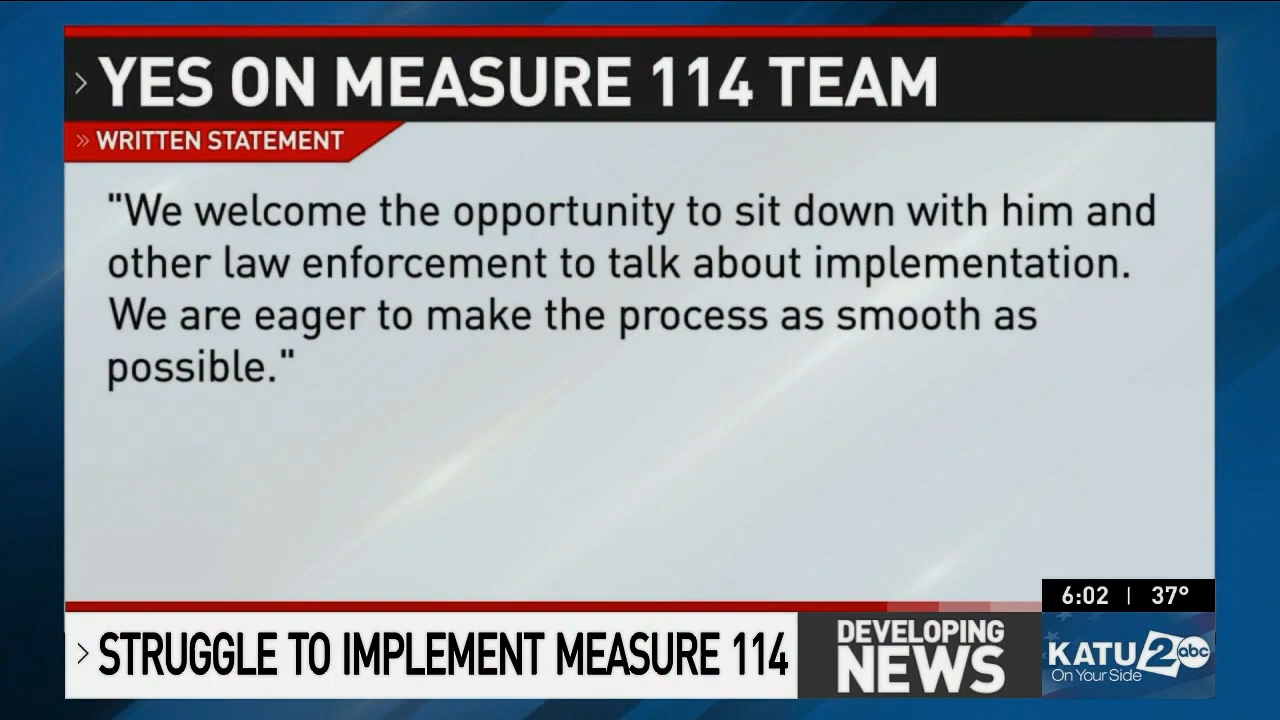 YES ON MEASURE 114 TEAM
WRITTEN STATEMENT
"We welcome the opportunity to sit down with him and
other law enforcement to talk about implementation.
We are eager to make the process as smooth as
possible."
6:02 | 37°
STRUGGLE TO IMPLEMENT MEASURE 114
DEVELOPING
NEWS
KATU 2 abc
On Your Side